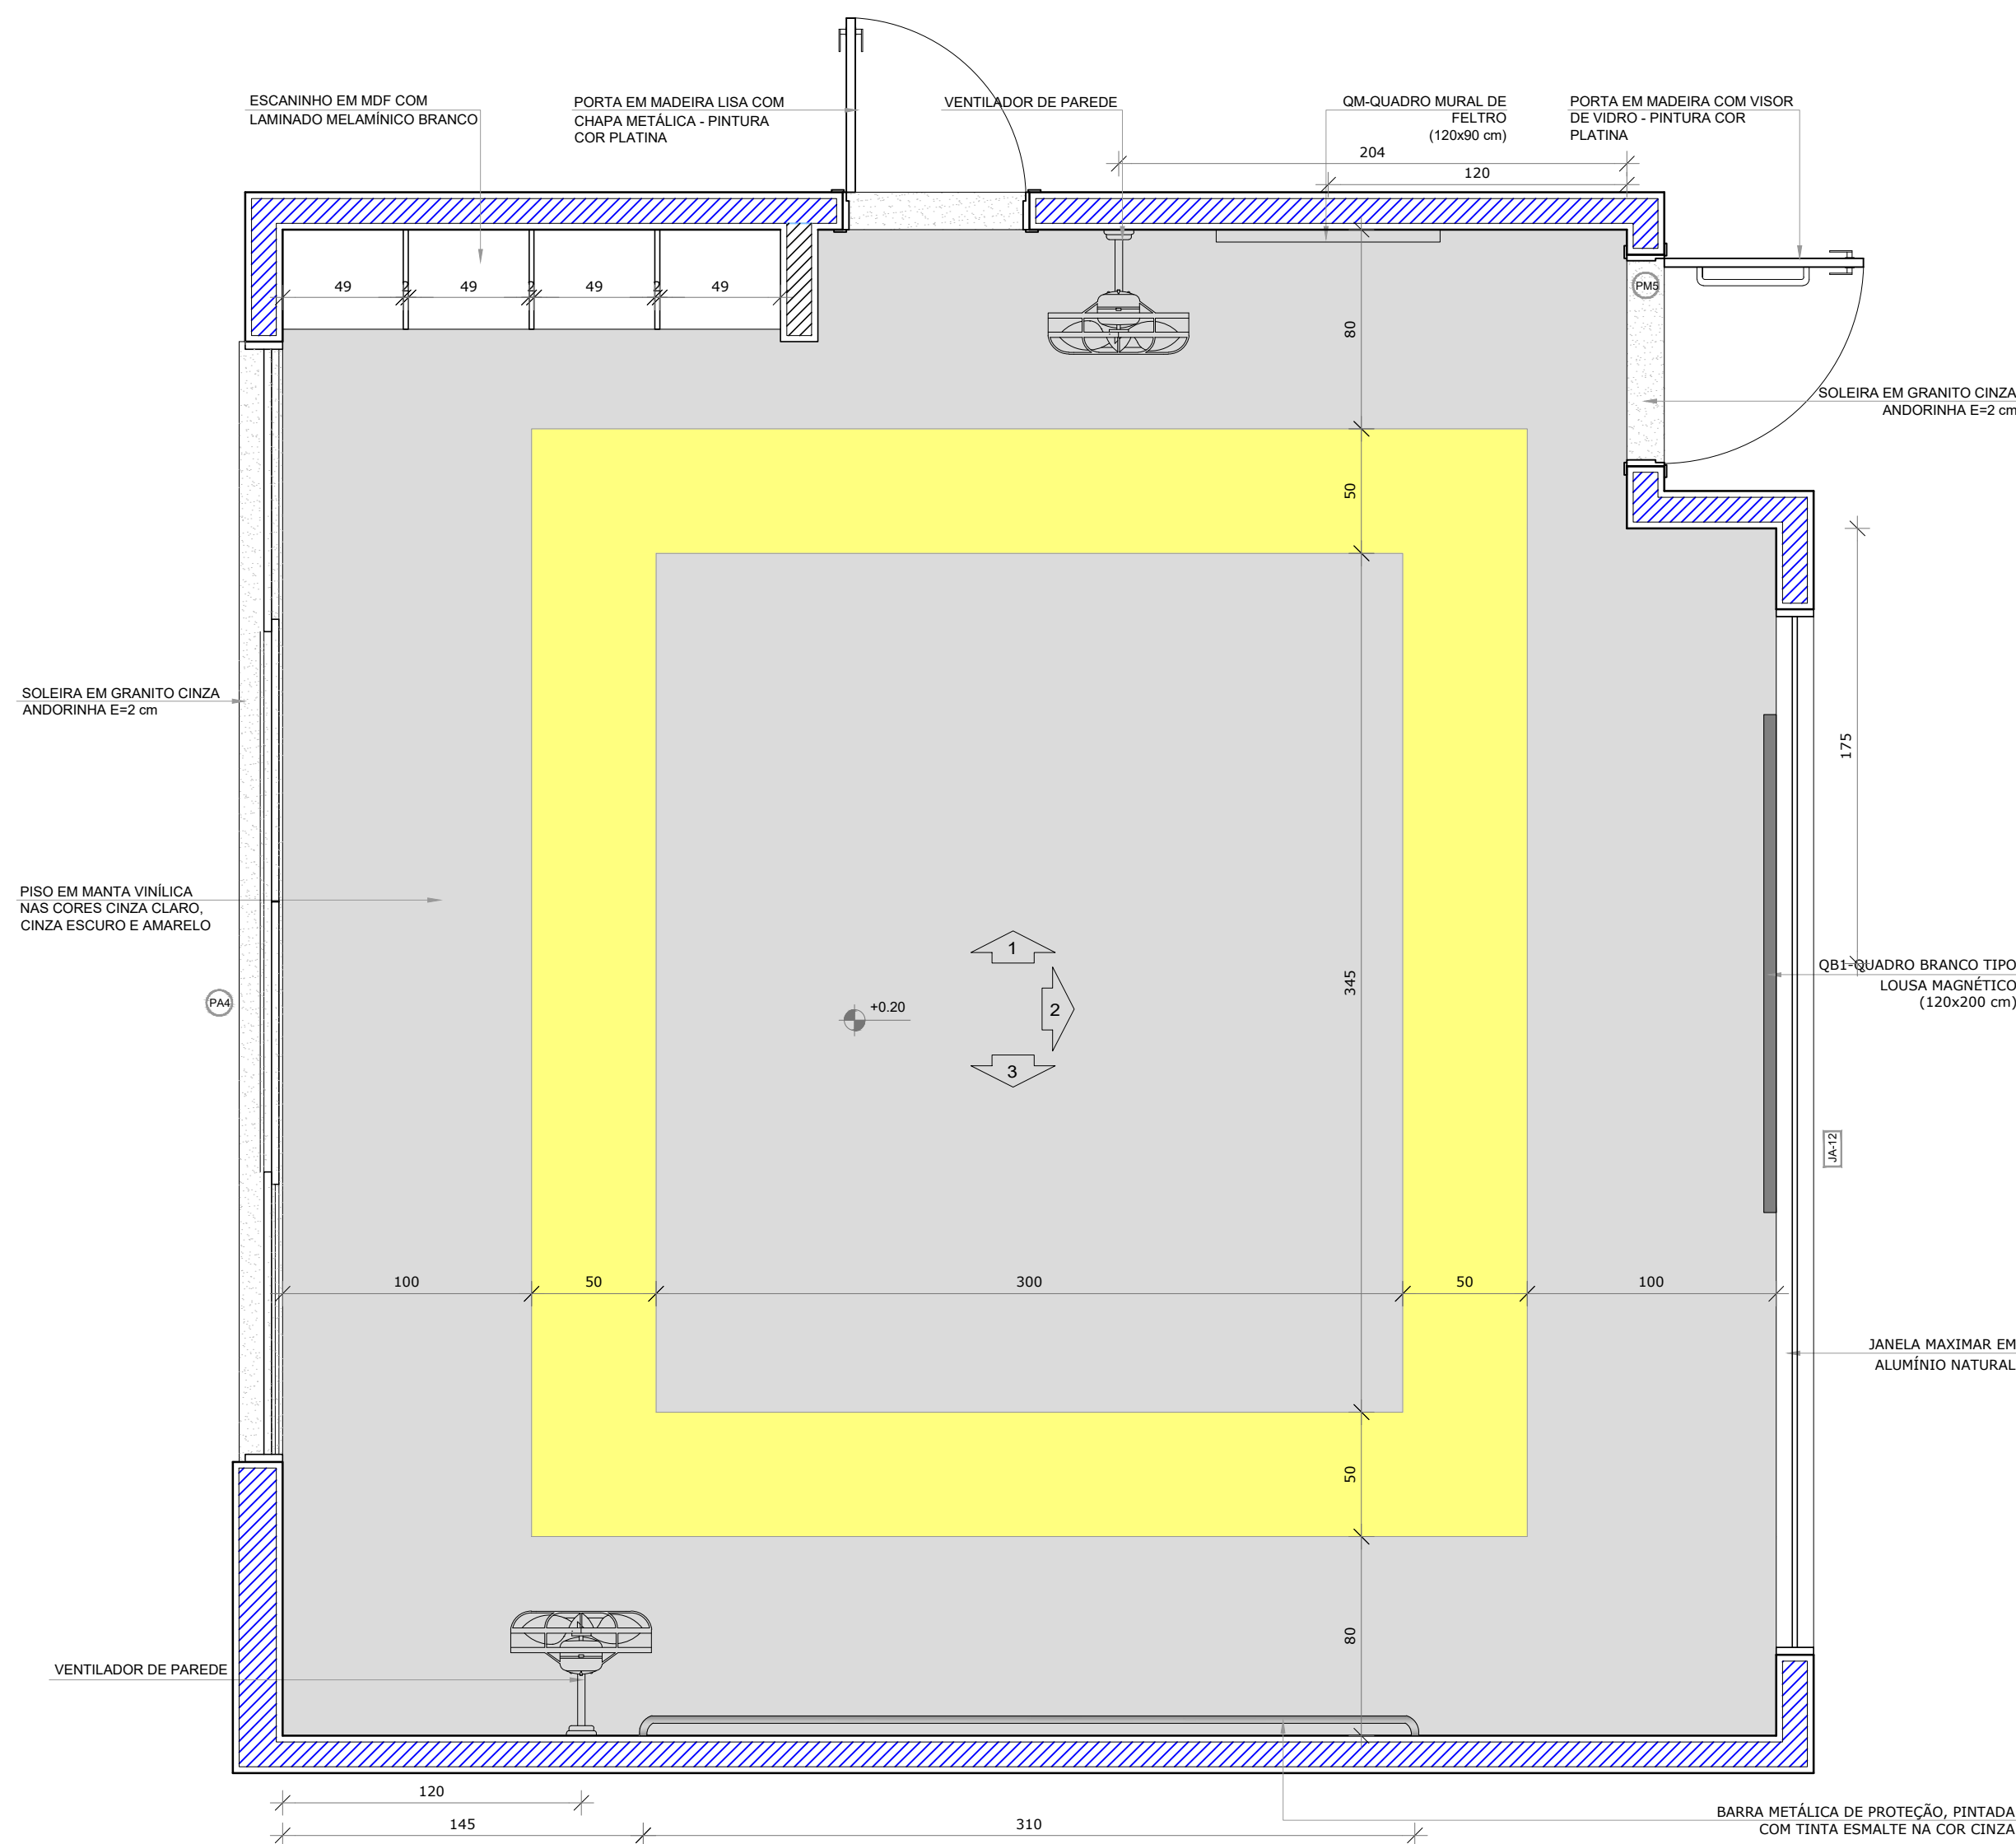 ESCANINHO EM MDF COM
LAMINADO MELAMÍNICO BRANCO
PORTA EM MADEIRA LISA COM
CHAPA METÁLICA - PINTURA
COR PLATINA
VENTILADOR DE PAREDE
QM-QUADRO MURAL DE
FELTRO
(120x90 cm)
PORTA EM MADEIRA COM VISOR
DE VIDRO - PINTURA COR
PLATINA
204
120
49
2
49
2
49
2
49
PM5
80
SOLEIRA EM GRANITO CINZA
ANDORINHA E=2 cm
50
SOLEIRA EM GRANITO CINZA
ANDORINHA E=2 cm
175
PISO EM MANTA VINÍLICA
NAS CORES CINZA CLARO,
CINZA ESCURO E AMARELO
1
2
3
+0.20
345
PA4
QB1-QUADRO BRANCO TIPO
LOUSA MAGNÉTICO
(120x200 cm)
JA-12
100
50
300
50
100
JANELA MAXIMAR EM
ALUMÍNIO NATURAL
50
80
VENTILADOR DE PAREDE
120
145
310
BARRA METÁLICA DE PROTEÇÃO, PINTADA
COM TINTA ESMALTE NA COR CINZA